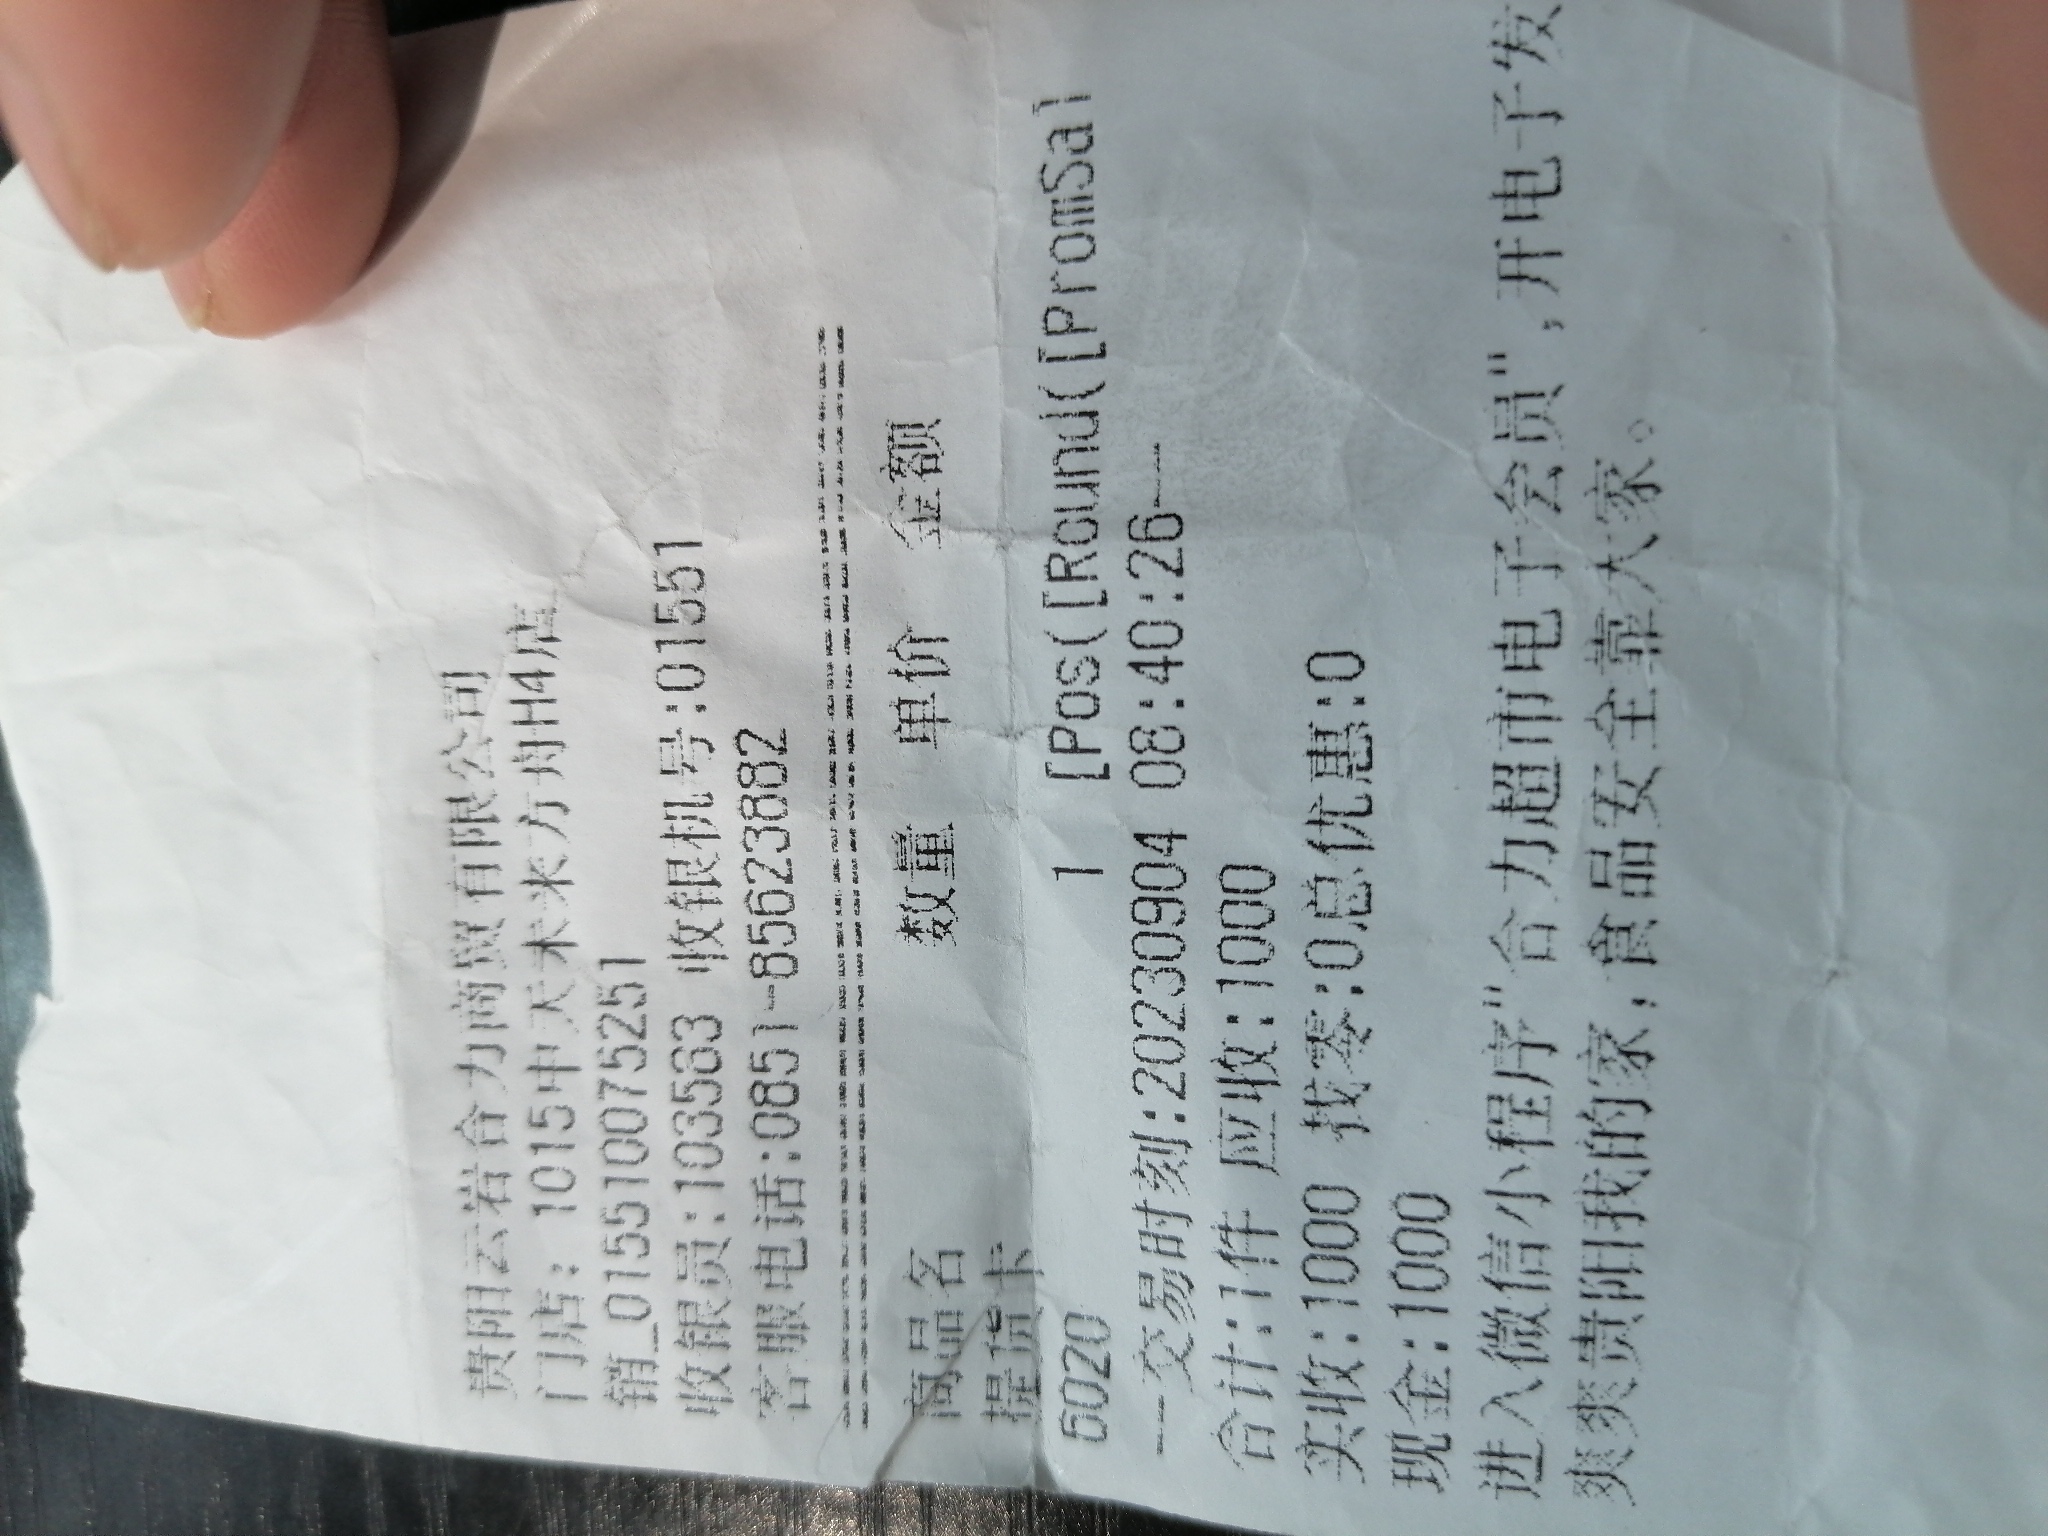 贵阳云岩合力商贸有限公司
门店: 1015中天未来方舟H4店
销_01551007525​1
收银员:103583 收银机号:01551
客服电话:0851-85623882
商品名 数量 单价 金额
提货卡
6020 1 [Pos([Round([PromSal
—交易时刻:20230904 08:40:26—
合计:1件 应收:1000
实收:1000 找零:0总优惠:0
现金:1000
进入微信小程序"合力超市电子会员",开电子发
爽爽贵阳我的家;食品安全靠大家。